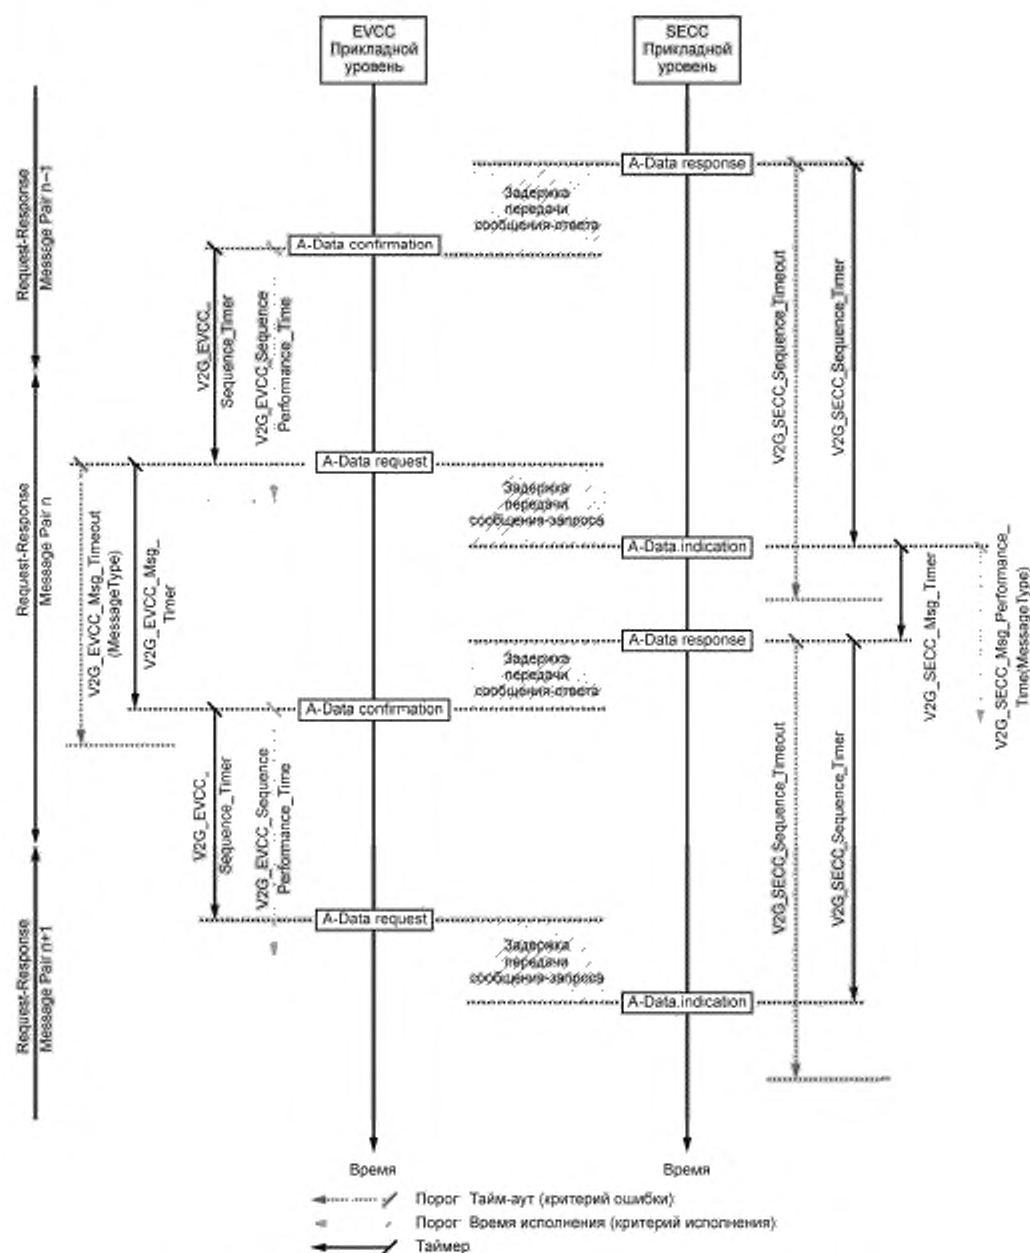 EVCC
Прикладной
уровень
SECC
Прикладной
уровень
Request-Response
Message Pair n–1
A-Data response
Задержка
передачи
сообщения-ответа
A-Data confirmation
V2G_EVCC_
Sequence_Timer
V2G_EVCC_Sequence
Performance_Time
V2G_SECC_Sequence_Timeout
V2G_SECC_Sequence_Timer
Request-Response
Message Pair n
A-Data request
Задержка
передачи
сообщения-запроса
A-Data.indication
V2G_EVCC_Msg_Timeout
(MessageType)
V2G_EVCC_Msg_
Timer
V2G_SECC_Msg_Timer
V2G_SECC_Msg_Performance_
Time(MessageType)
A-Data response
Задержка
передачи
сообщения-ответа
A-Data confirmation
V2G_EVCC_
Sequence_Timer
V2G_EVCC_Sequence
Performance_Time
V2G_SECC_Sequence_Timeout
V2G_SECC_Sequence_Timer
Request-Response
Message Pair n+1
A-Data request
Задержка
передачи
сообщения-запроса
A-Data.indication
Время
Время
Порог Тайм-аут (критерий ошибки)
Порог Время исполнения (критерий исполнения)
Таймер